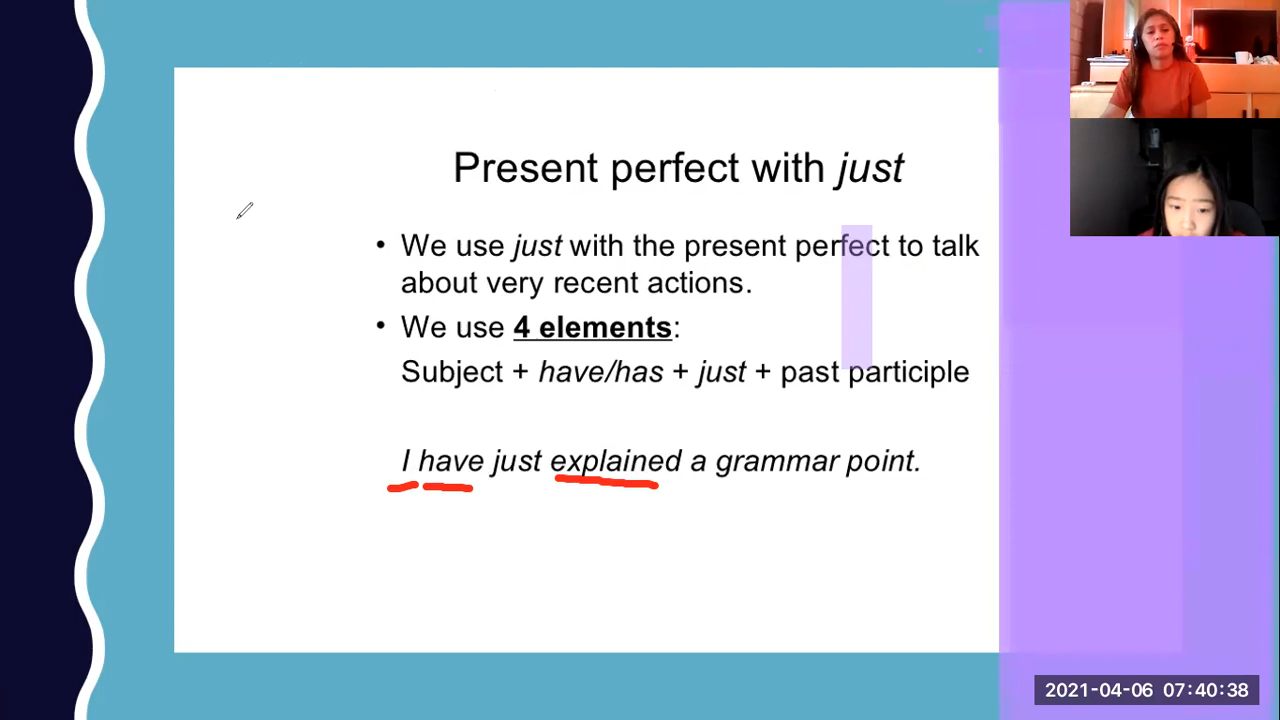 Present perfect with just
• We use just with the present perfect to talk
about very recent actions.
• We use 4 elements:
Subject + have/has + just + past participle
I have just explained a grammar point.
2021-04-06 07:40:38